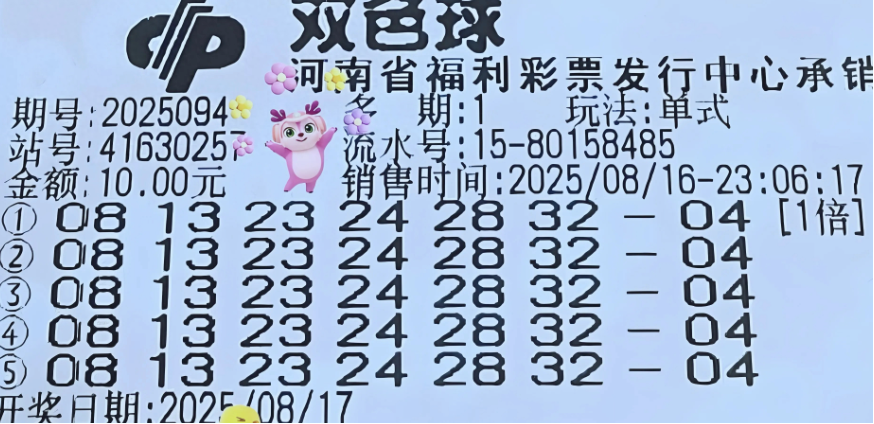 双色球
河南省福利彩票发行中心承销
期号:2025094 多 期:1 玩法:单式
站号:41630257 流水号:15-80158485
金额:10.00元 销售时间:2025/08/16-23:06:17
① 08 13 23 24 28 32 - 04 [1倍]
② 08 13 23 24 28 32 - 04
③ 08 13 23 24 28 32 - 04
④ 08 13 23 24 28 32 - 04
⑤ 08 13 23 24 28 32 - 04
开奖日期:2025/08/17